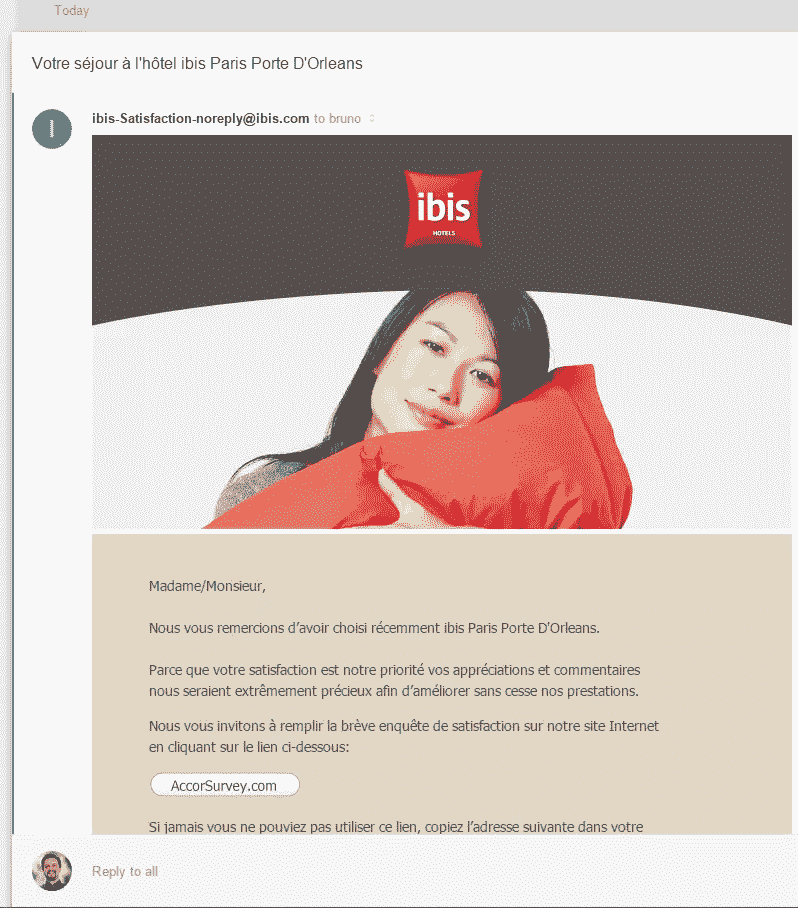 Today
Votre séjour à l'hôtel ibis Paris Porte D'Orleans
I
ibis-Satisfaction-noreply@ibis.com to bruno
ibis
HOTELS
Madame/Monsieur,
Nous vous remercions d’avoir choisi récemment ibis Paris Porte D'Orleans.
Parce que votre satisfaction est notre priorité vos appréciations et commentaires
nous seraient extrêmement précieux afin d’améliorer sans cesse nos prestations.
Nous vous invitons à remplir la brève enquête de satisfaction sur notre site Internet
en cliquant sur le lien ci-dessous:
AccorSurvey.com
Si jamais vous ne pouviez pas utiliser ce lien, copiez l’adresse suivante dans votre
Reply to all